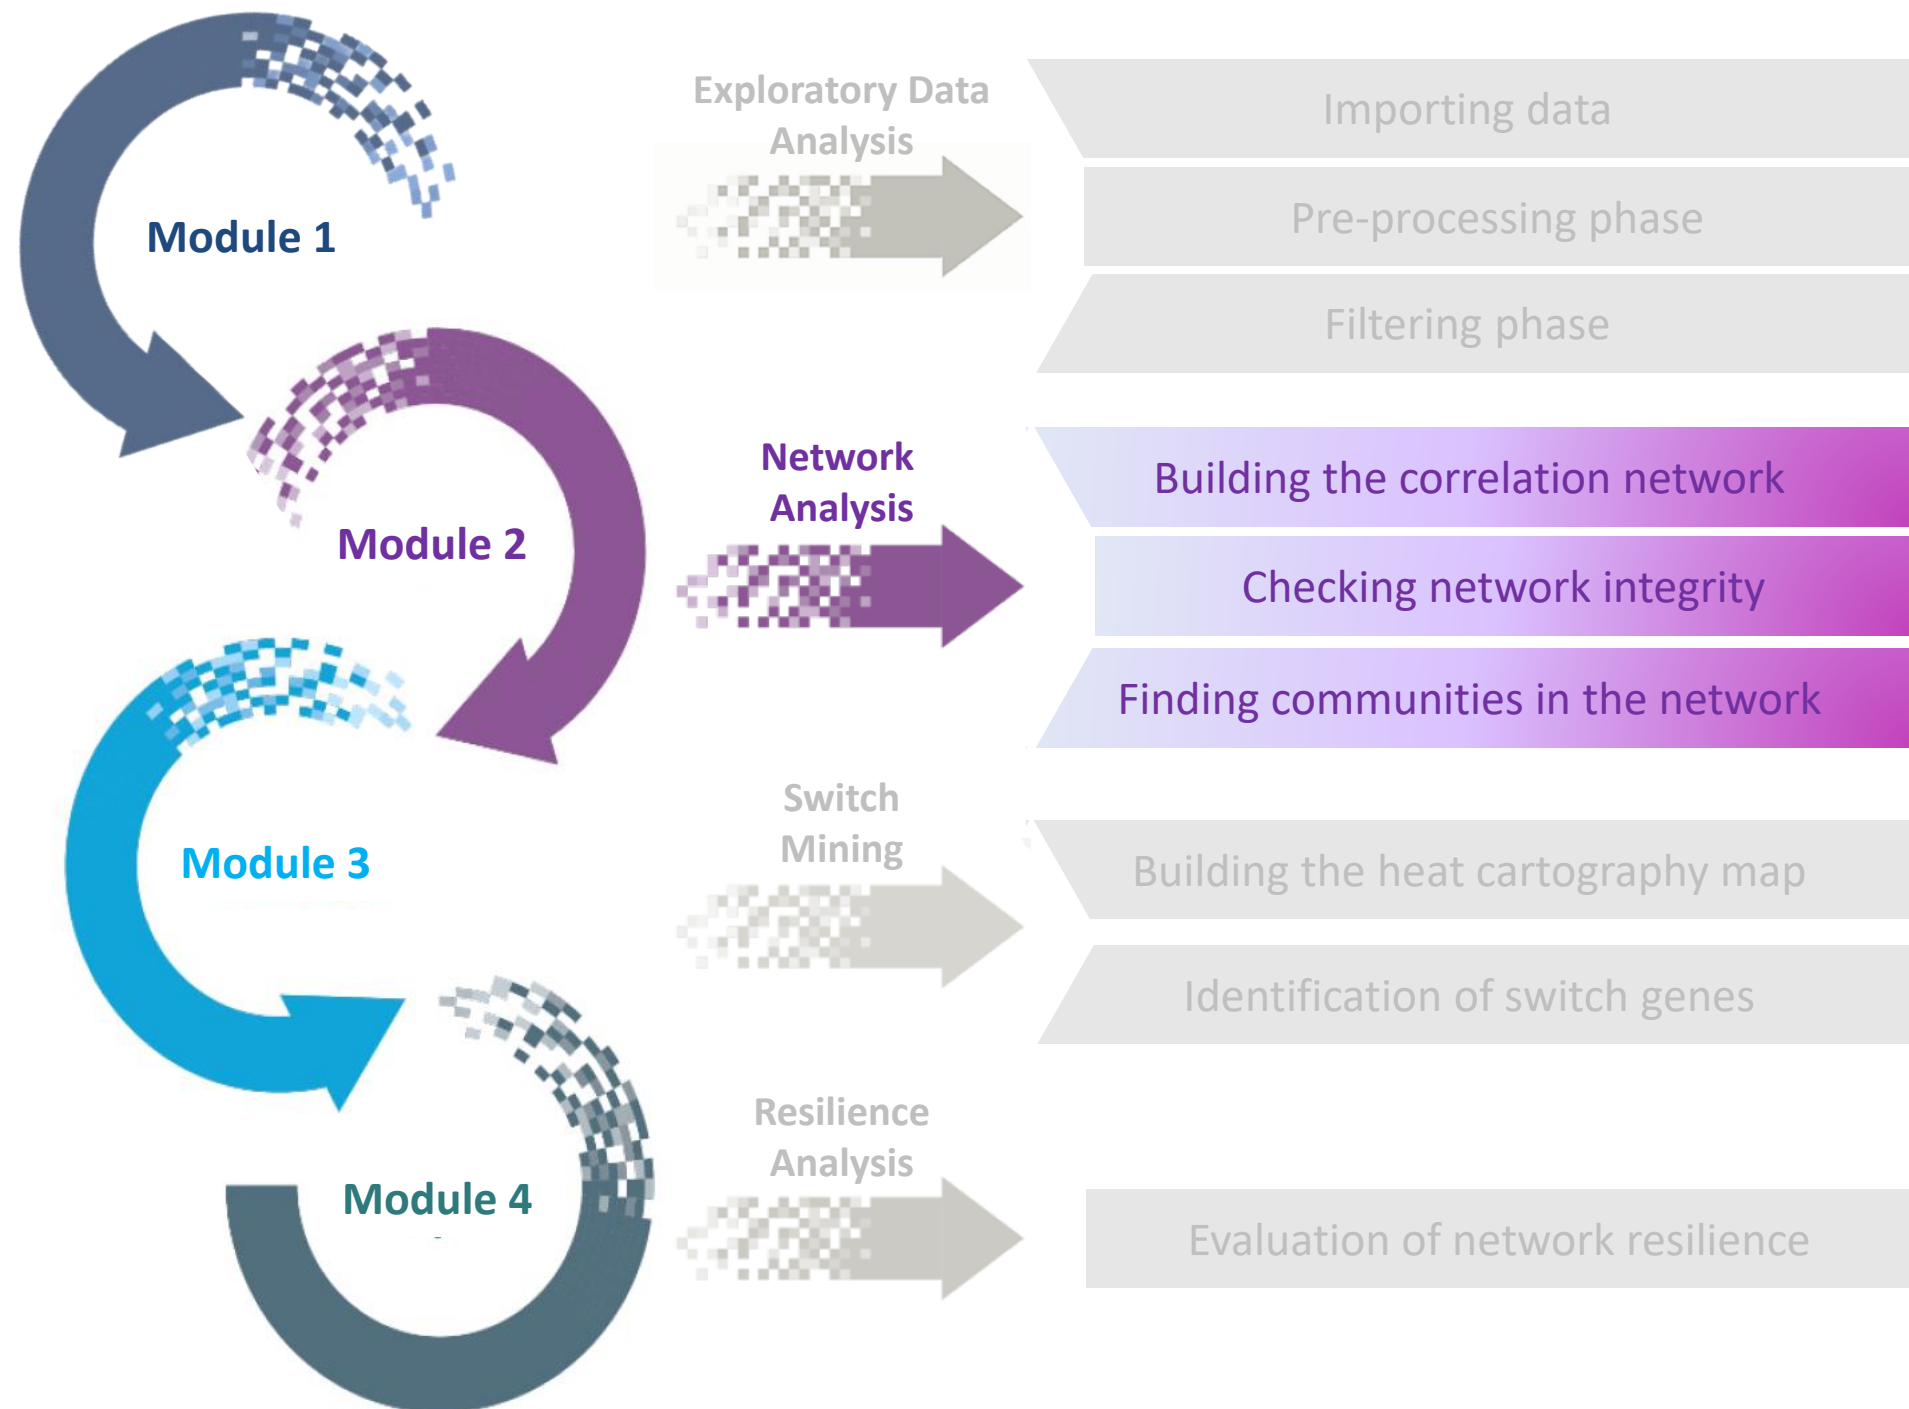 Module 1
Exploratory Data
Analysis
Importing data
Pre-processing phase
Filtering phase
Module 2
Network
Analysis
Building the correlation network
Checking network integrity
Finding communities in the network
Module 3
Switch
Mining
Building the heat cartography map
Identification of switch genes
Module 4
Resilience
Analysis
Evaluation of network resilience